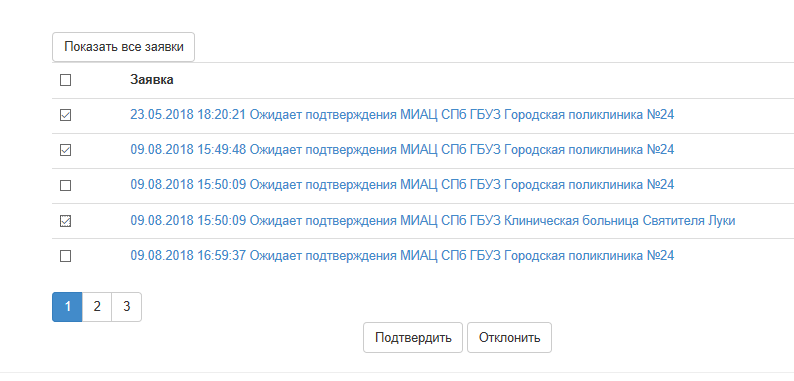 Показать все заявки
Заявка
23.05.2018 18:20:21 Ожидает подтверждения МИАЦ СПб ГБУЗ Городская поликлиника №24
09.08.2018 15:49:48 Ожидает подтверждения МИАЦ СПб ГБУЗ Городская поликлиника №24
09.08.2018 15:50:09 Ожидает подтверждения МИАЦ СПб ГБУЗ Городская поликлиника №24
09.08.2018 15:50:09 Ожидает подтверждения МИАЦ СПб ГБУЗ Клиническая больница Святителя Луки
09.08.2018 16:59:37 Ожидает подтверждения МИАЦ СПб ГБУЗ Городская поликлиника №24
1 2 3
Подтвердить Отклонить